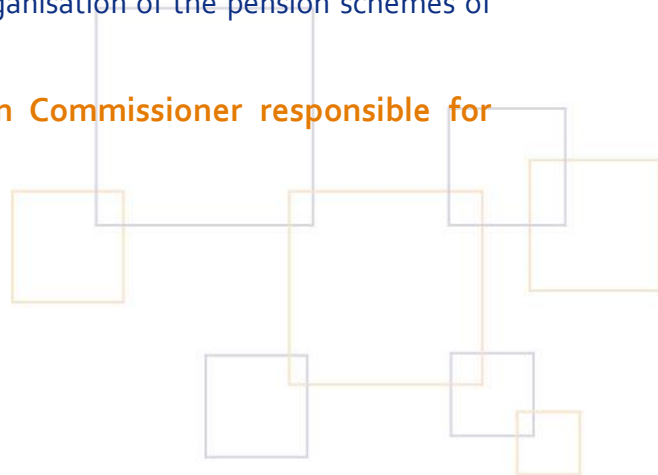 ganisation of the pension schemes of
n Commissioner responsible for